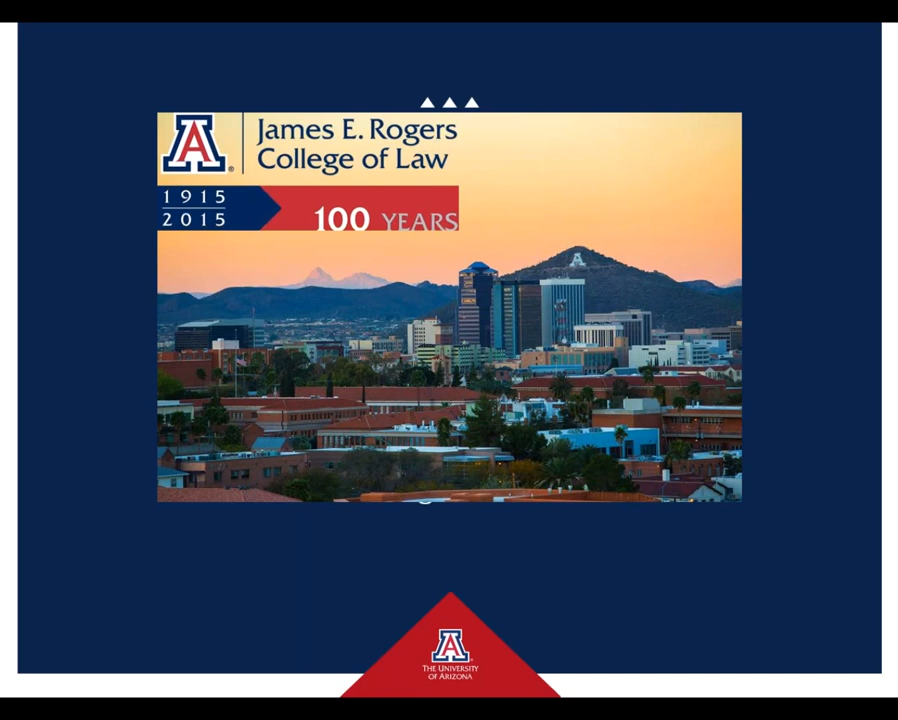 A
James E. Rogers
College of Law
1915
2015
100 YEARS
A
A
THE UNIVERSITY
OF ARIZONA